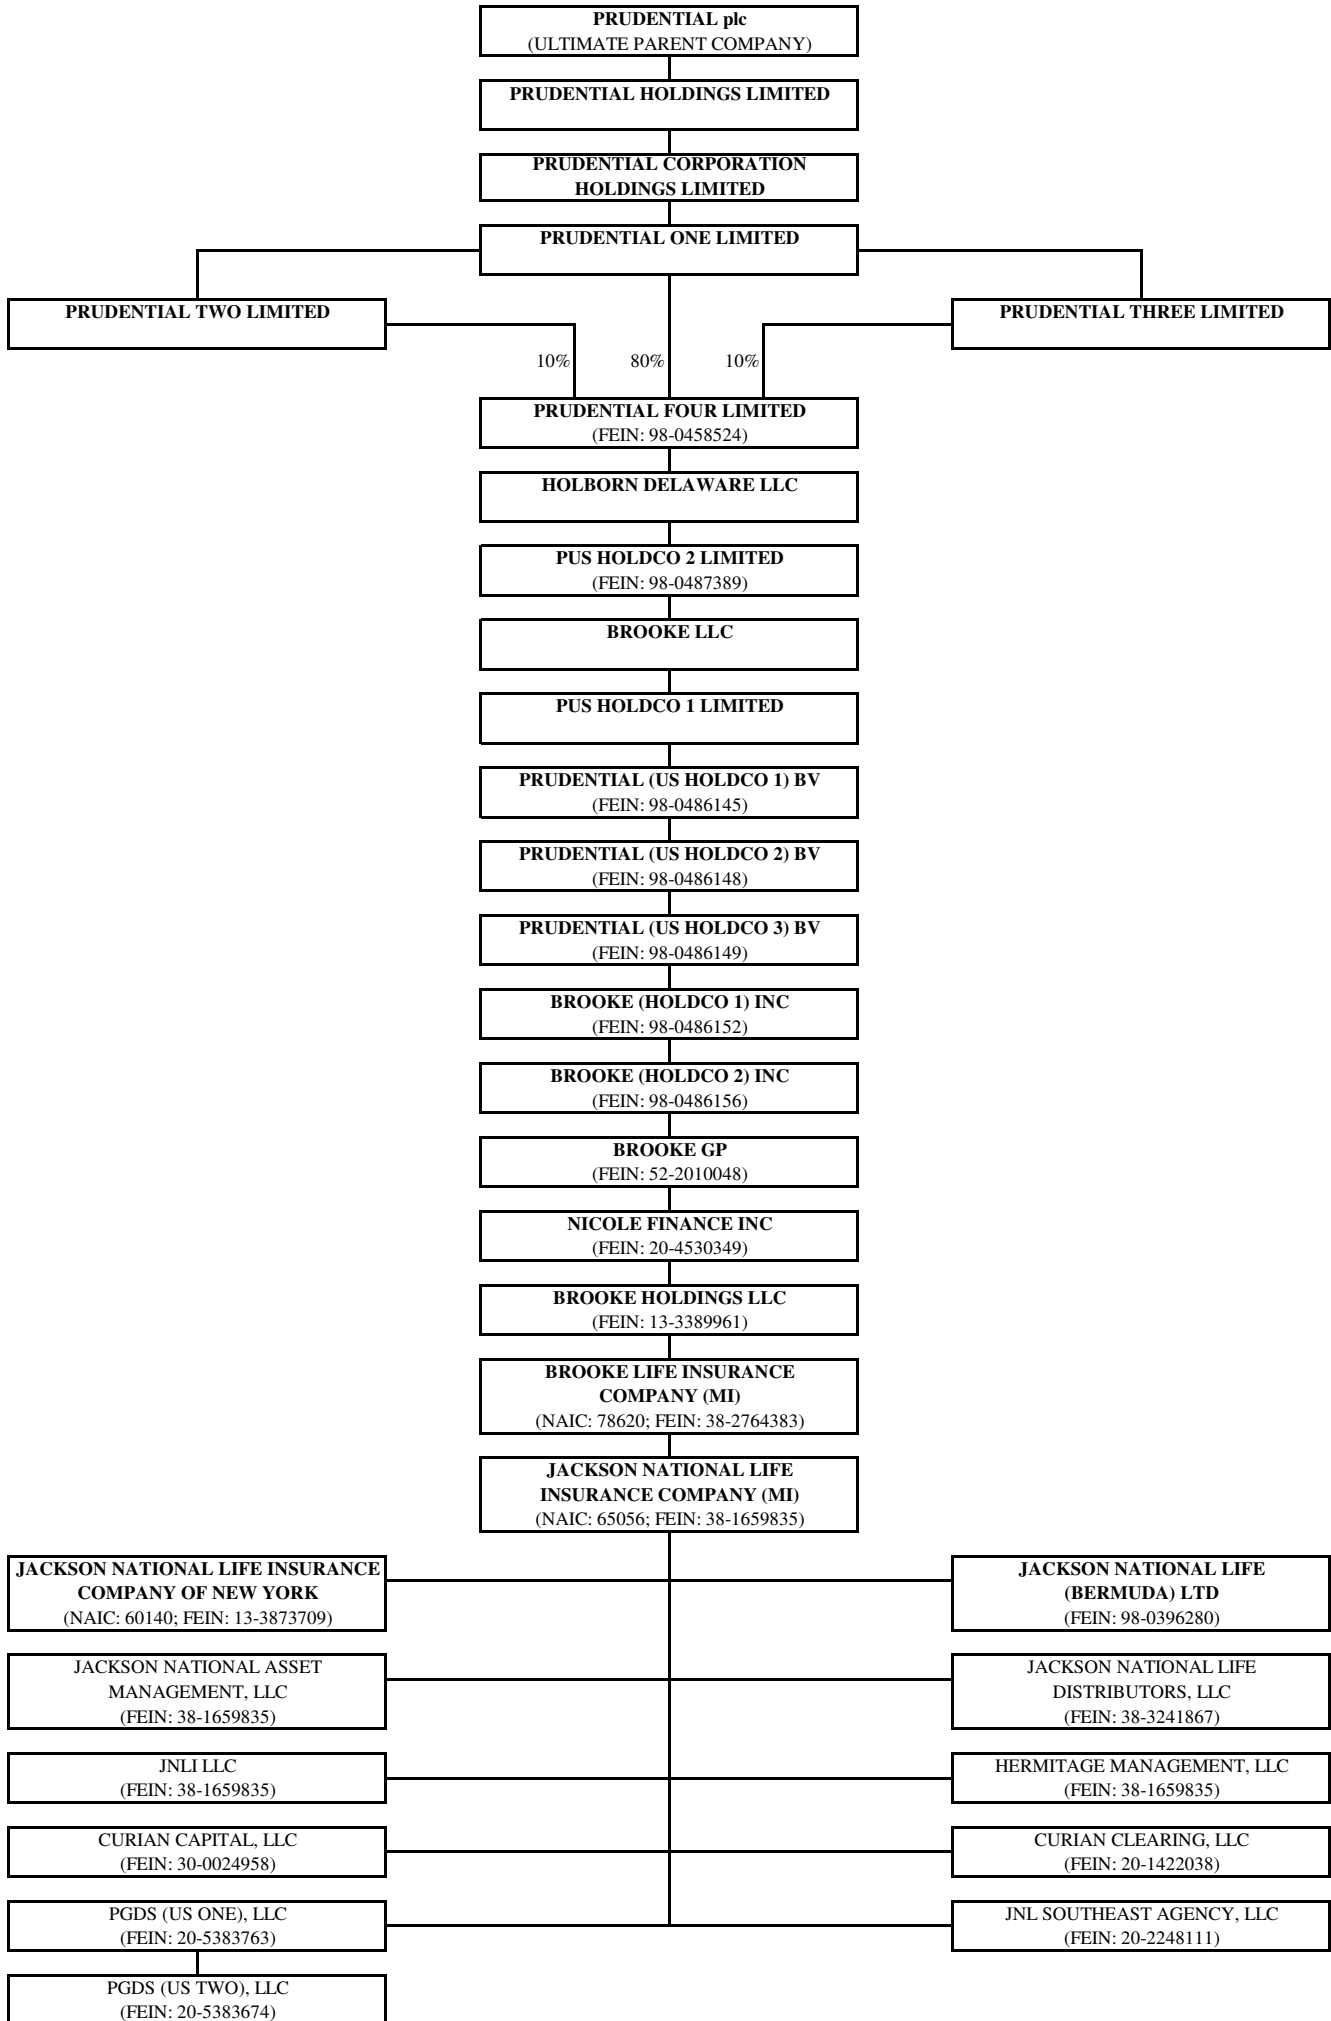 PRUDENTIAL plc
(ULTIMATE PARENT COMPANY)
PRUDENTIAL HOLDINGS LIMITED
PRUDENTIAL CORPORATION
HOLDINGS LIMITED
PRUDENTIAL ONE LIMITED
PRUDENTIAL TWO LIMITED
PRUDENTIAL THREE LIMITED
10%
80%
10%
PRUDENTIAL FOUR LIMITED
(FEIN: 98-0458524)
HOLBORN DELAWARE LLC
PUS HOLDCO 2 LIMITED
(FEIN: 98-0487389)
BROOKE LLC
PUS HOLDCO 1 LIMITED
PRUDENTIAL (US HOLDCO 1) BV
(FEIN: 98-0486145)
PRUDENTIAL (US HOLDCO 2) BV
(FEIN: 98-0486148)
PRUDENTIAL (US HOLDCO 3) BV
(FEIN: 98-0486149)
BROOKE (HOLDCO 1) INC
(FEIN: 98-0486152)
BROOKE (HOLDCO 2) INC
(FEIN: 98-0486156)
BROOKE GP
(FEIN: 52-2010048)
NICOLE FINANCE INC
(FEIN: 20-4530349)
BROOKE HOLDINGS LLC
(FEIN: 13-3389961)
BROOKE LIFE INSURANCE
COMPANY (MI)
(NAIC: 78620; FEIN: 38-2764383)
JACKSON NATIONAL LIFE
INSURANCE COMPANY (MI)
(NAIC: 65056; FEIN: 38-1659835)
JACKSON NATIONAL LIFE INSURANCE
COMPANY OF NEW YORK
(NAIC: 60140; FEIN: 13-3873709)
JACKSON NATIONAL LIFE
(BERMUDA) LTD
(FEIN: 98-0396280)
JACKSON NATIONAL ASSET
MANAGEMENT, LLC
(FEIN: 38-1659835)
JACKSON NATIONAL LIFE
DISTRIBUTORS, LLC
(FEIN: 38-3241867)
JNLI LLC
(FEIN: 38-1659835)
HERMITAGE MANAGEMENT, LLC
(FEIN: 38-1659835)
CURIAN CAPITAL, LLC
(FEIN: 30-0024958)
CURIAN CLEARING, LLC
(FEIN: 20-1422038)
PGDS (US ONE), LLC
(FEIN: 20-5383763)
JNL SOUTHEAST AGENCY, LLC
(FEIN: 20-2248111)
PGDS (US TWO), LLC
(FEIN: 20-5383674)